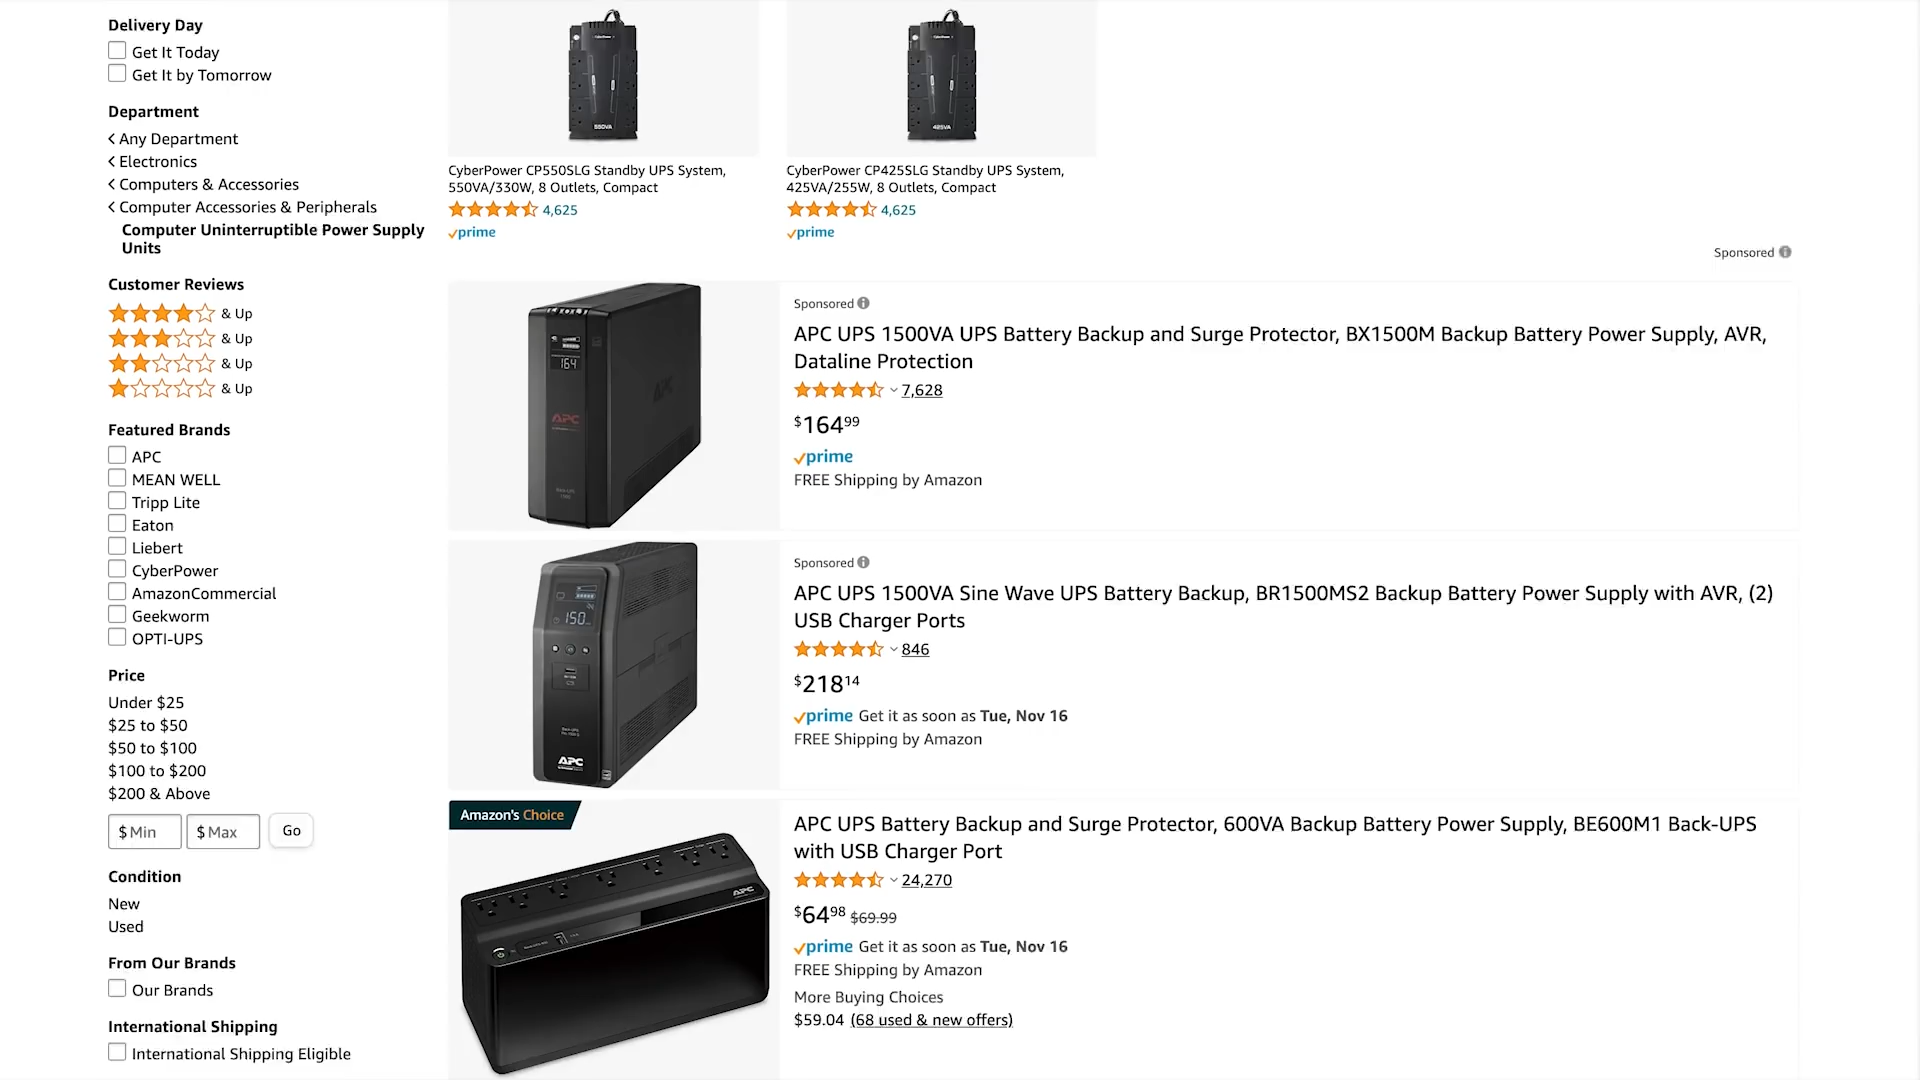 Delivery Day
Get It Today
Get It by Tomorrow
Department
Any Department
Electronics
Computers & Accessories
Computer Accessories & Peripherals
Computer Uninterruptible Power Supply
Units
Customer Reviews
& Up
& Up
& Up
& Up
Featured Brands
APC
MEAN WELL
Tripp Lite
Eaton
Liebert
CyberPower
AmazonCommercial
Geekworm
OPTI-UPS
Price
Under $25
$25 to $50
$50 to $100
$100 to $200
$200 & Above
$ Min $ Max Go
Condition
New
Used
From Our Brands
Our Brands
International Shipping
International Shipping Eligible
550VA
CyberPower CP550SLG Standby UPS System,
550VA/330W, 8 Outlets, Compact
4,625
prime
425VA
CyberPower CP425SLG Standby UPS System,
425VA/255W, 8 Outlets, Compact
4,625
prime
Sponsored
164
APC
APC
Sponsored
APC UPS 1500VA UPS Battery Backup and Surge Protector, BX1500M Backup Battery Power Supply, AVR,
Dataline Protection
7,628
$164 99
prime
FREE Shipping by Amazon
150
APC
Sponsored
APC UPS 1500VA Sine Wave UPS Battery Backup, BR1500MS2 Backup Battery Power Supply with AVR, (2)
USB Charger Ports
846
$218 14
prime Get it as soon as Tue, Nov 16
FREE Shipping by Amazon
Amazon's Choice
APC
APC UPS Battery Backup and Surge Protector, 600VA Backup Battery Power Supply, BE600M1 Back-UPS
with USB Charger Port
24,270
$64 98 $69.99
prime Get it as soon as Tue, Nov 16
FREE Shipping by Amazon
More Buying Choices
$59.04 (68 used & new offers)